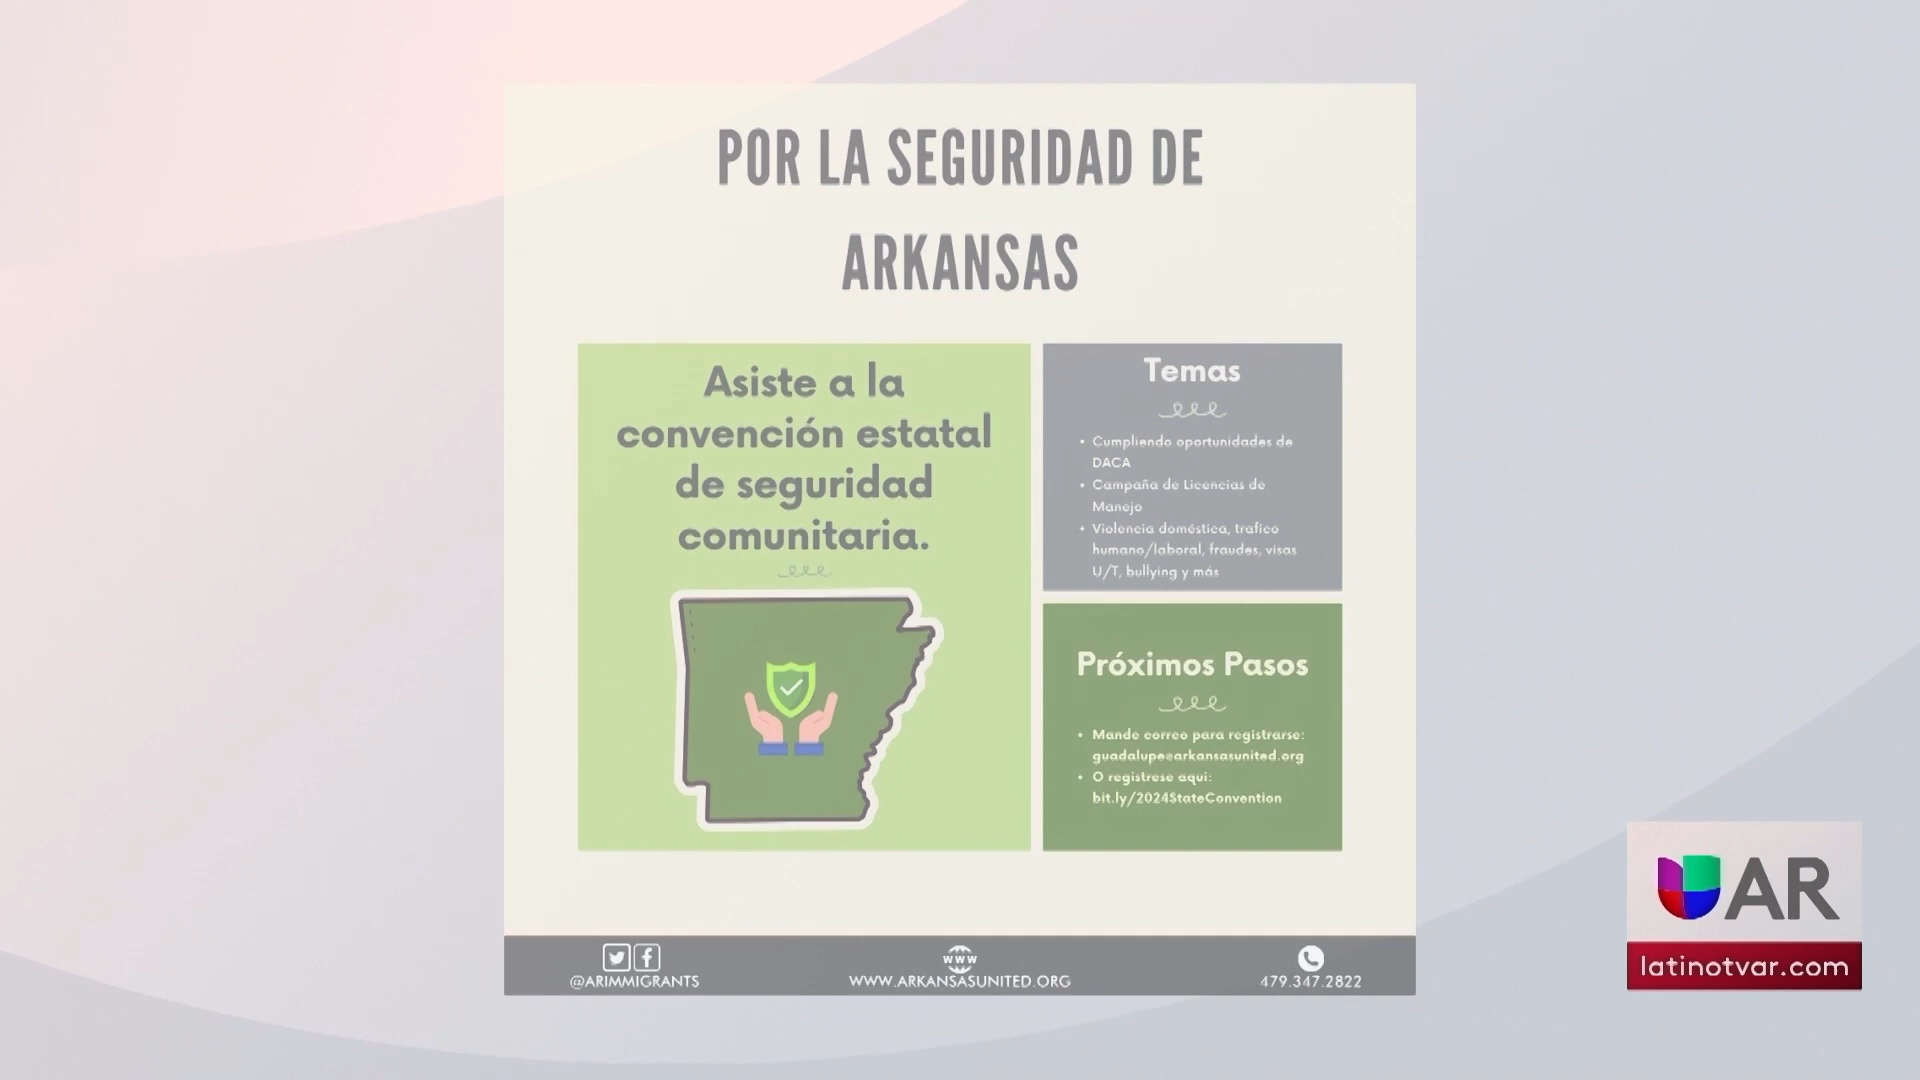 POR LA SEGURIDAD DE
ARKANSAS
Asiste a la
convención estatal
de seguridad
comunitaria.
Temas
• Cumpliendo oportunidades de
DACA
• Campaña de Licencias de
Manejo
• Violencia doméstica, trafico
humano/laboral, fraudes, visas
U/T, bullying y más
Próximos Pasos
• Mande correo para registrarse:
guadalupe@arkansasunited.org
• O registrese aqui:
bit.ly/2024StateConvention
@ARIMMIGRANTS
WWW
WWW.ARKANSASUNITED.ORG
479.347.2822
AR
latinotvar.com